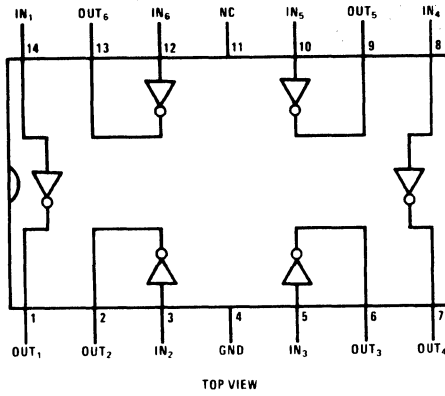 IN₁ OUT₆ IN₆ NC IN₅ OUT₅ IN₄
14 13 12 11 10 9 8
1 2 3 4 5 6 7
OUT₁ OUT₂ IN₂ GND IN₃ OUT₃ OUT₄
TOP VIEW